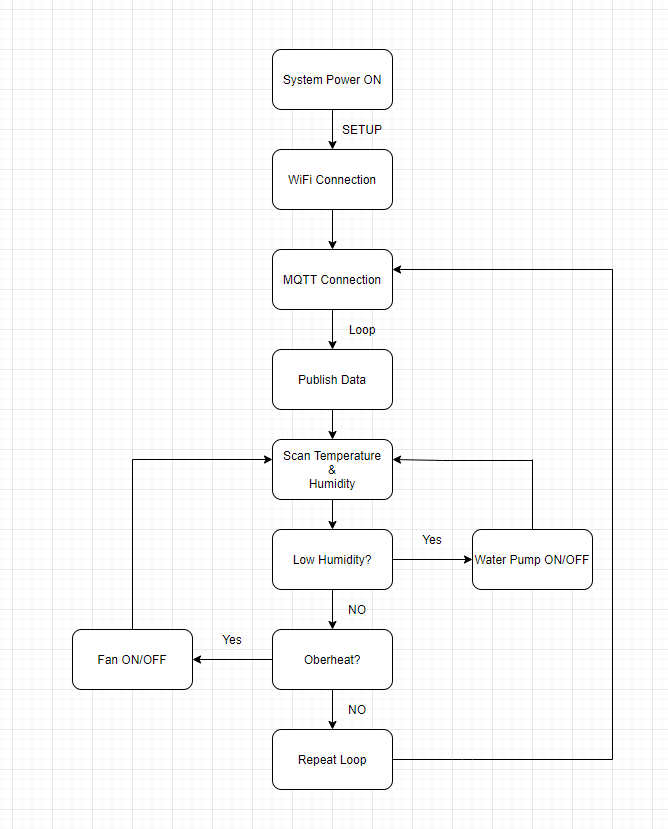 System Power ON
SETUP
WiFi Connection
MQTT Connection
Loop
Publish Data
Scan Temperature
&
Humidity
Low Humidity?
Yes
Water Pump ON/OFF
NO
Oberheat?
Yes
Fan ON/OFF
NO
Repeat Loop